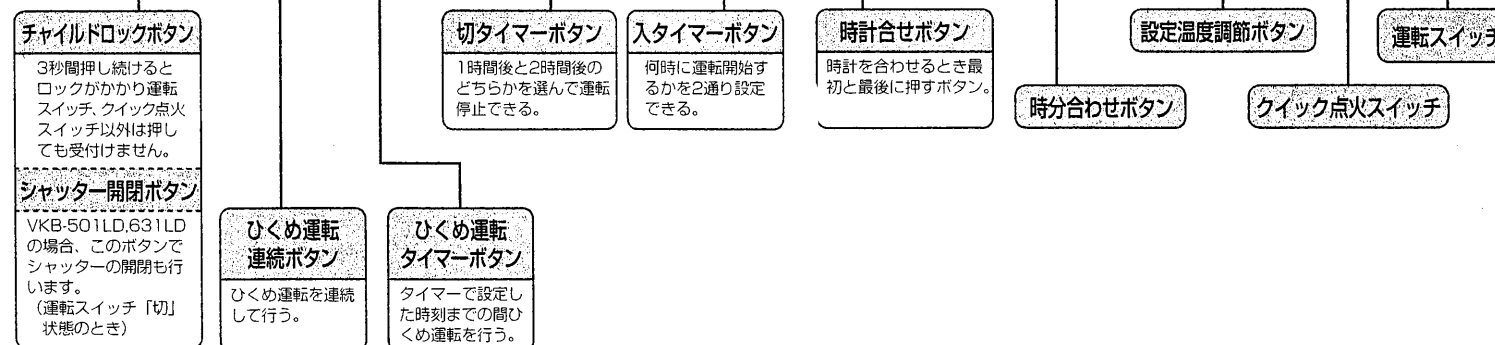 チャイルドロックボタン
3秒間押し続けると
ロックがかかり運転
スイッチ、クイック点火
スイッチ以外は押し
ても受付けません。
シャッター開閉ボタン
VKB-501LD,631LD
の場合、このボタンで
シャッターの開閉も行
います。
(運転スイッチ「切」
状態のとき)
ひくめ運転
連続ボタン
ひくめ運転を連続
して行う。
ひくめ運転
タイマーボタン
タイマーで設定し
た時刻までの間ひ
くめ運転を行う。
切タイマーボタン
1時間後と2時間後の
どちらかを選んで運転
停止できる。
入タイマーボタン
何時に運転開始す
るかを2通り設定
できる。
時計合せボタン
時計を合わせるとき最
初と最後に押すボタン。
時分合わせボタン
設定温度調節ボタン
クイック点火スイッチ
運転スイッチ